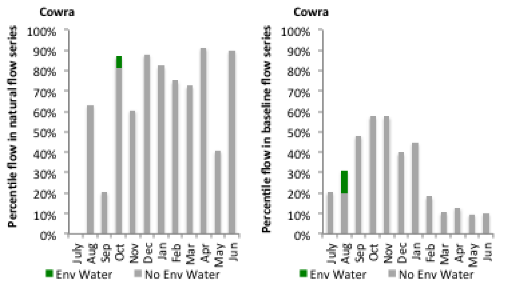 Cowra
Percentile flow in natural flow series
100%
90%
80%
70%
60%
50%
40%
30%
20%
10%
0%
July
Aug
Sep
Oct
Nov
Dec
Jan
Feb
Mar
Apr
May
Jun
Env Water No Env Water
Cowra
Percentile flow in baseline flow series
100%
90%
80%
70%
60%
50%
40%
30%
20%
10%
0%
July
Aug
Sep
Oct
Nov
Dec
Jan
Feb
Mar
Apr
May
Jun
Env Water No Env Water